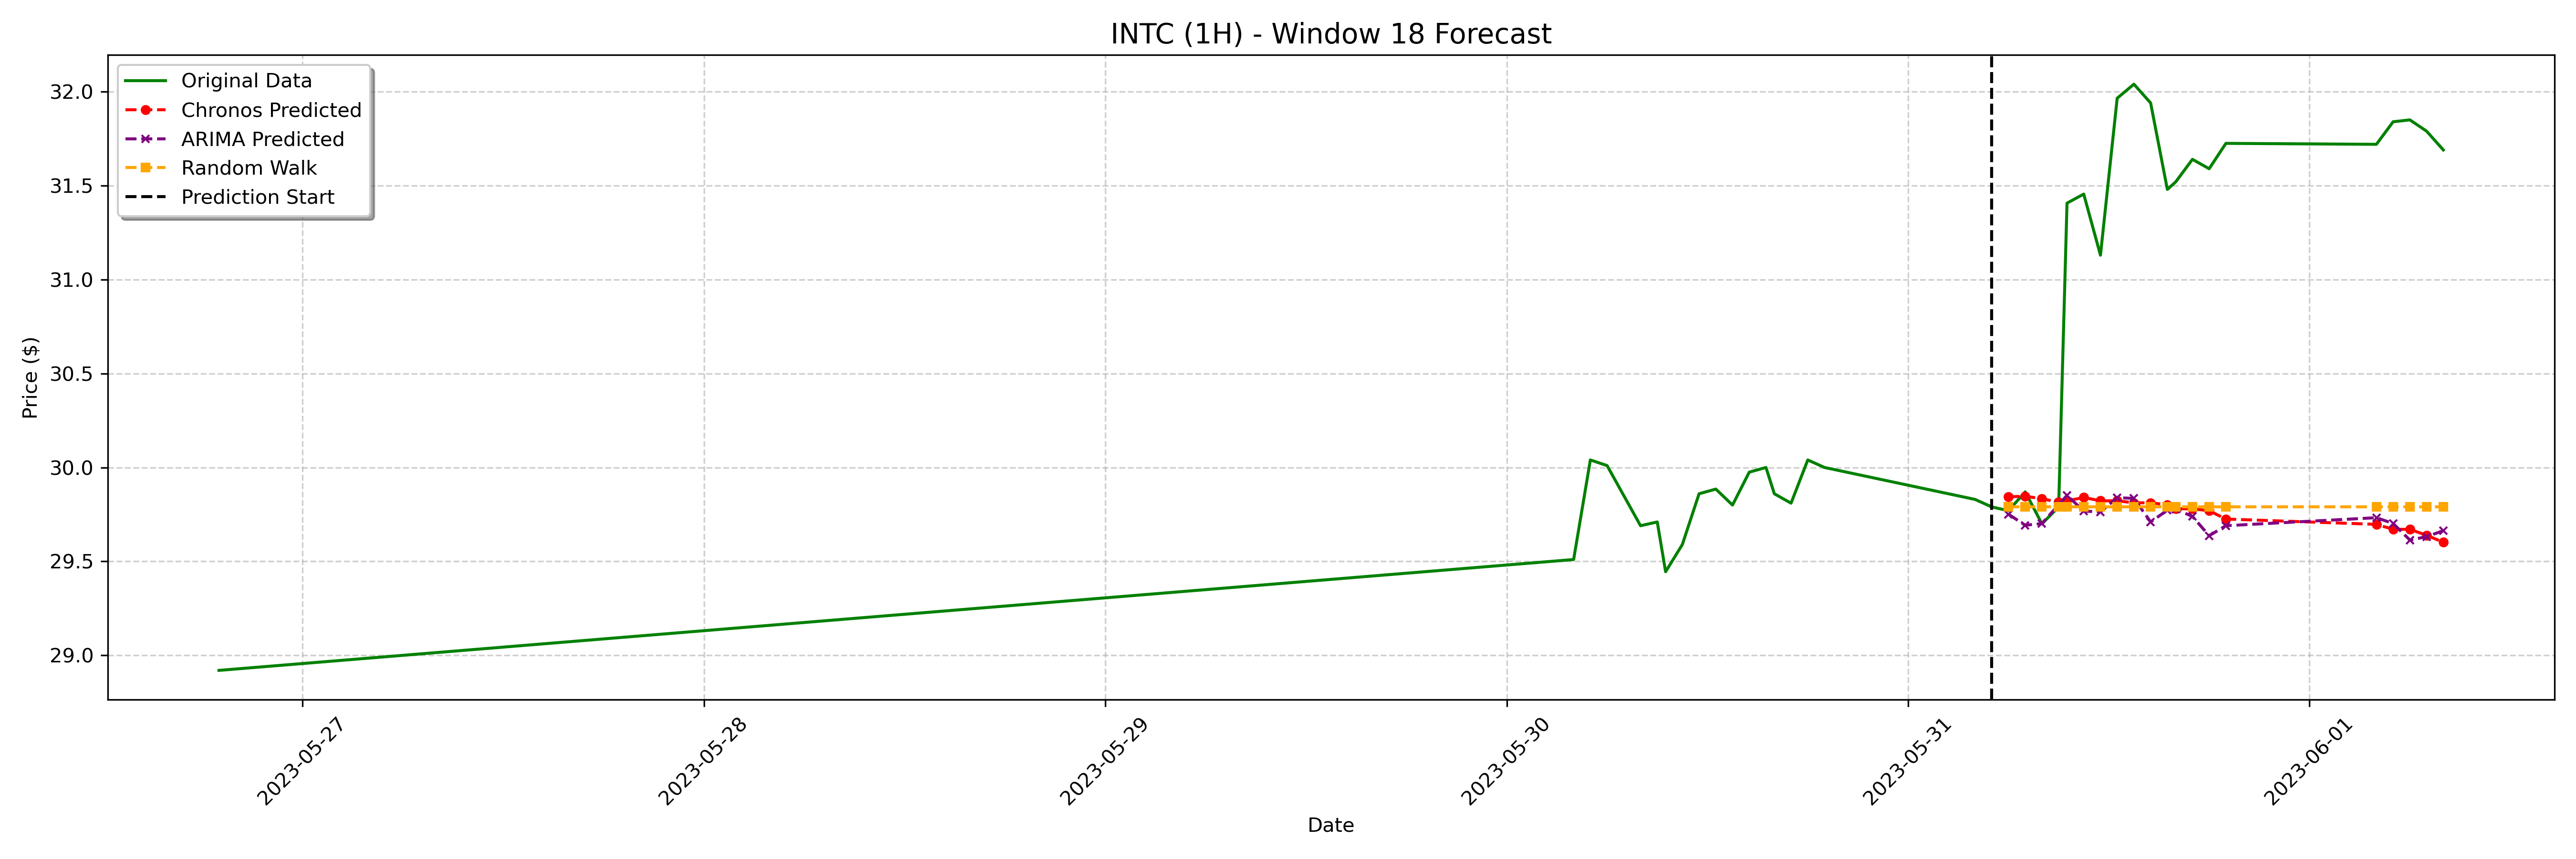 INTC (1H) - Window 18 Forecast
Original Data
Chronos Predicted
ARIMA Predicted
Random Walk
Prediction Start
Price ($)
32.0
31.5
31.0
30.5
30.0
29.5
29.0
2023-05-27
2023-05-28
2023-05-29
2023-05-30
2023-05-31
2023-06-01
Date